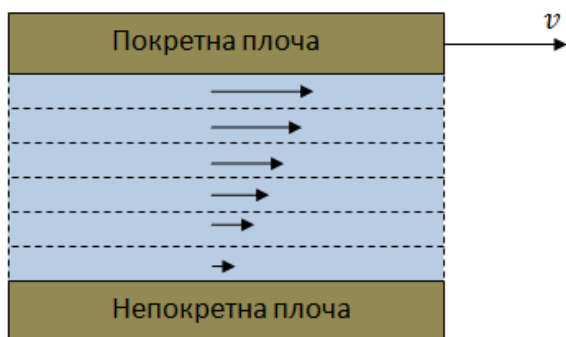 Покретна плоча
v
Непокретна плоча